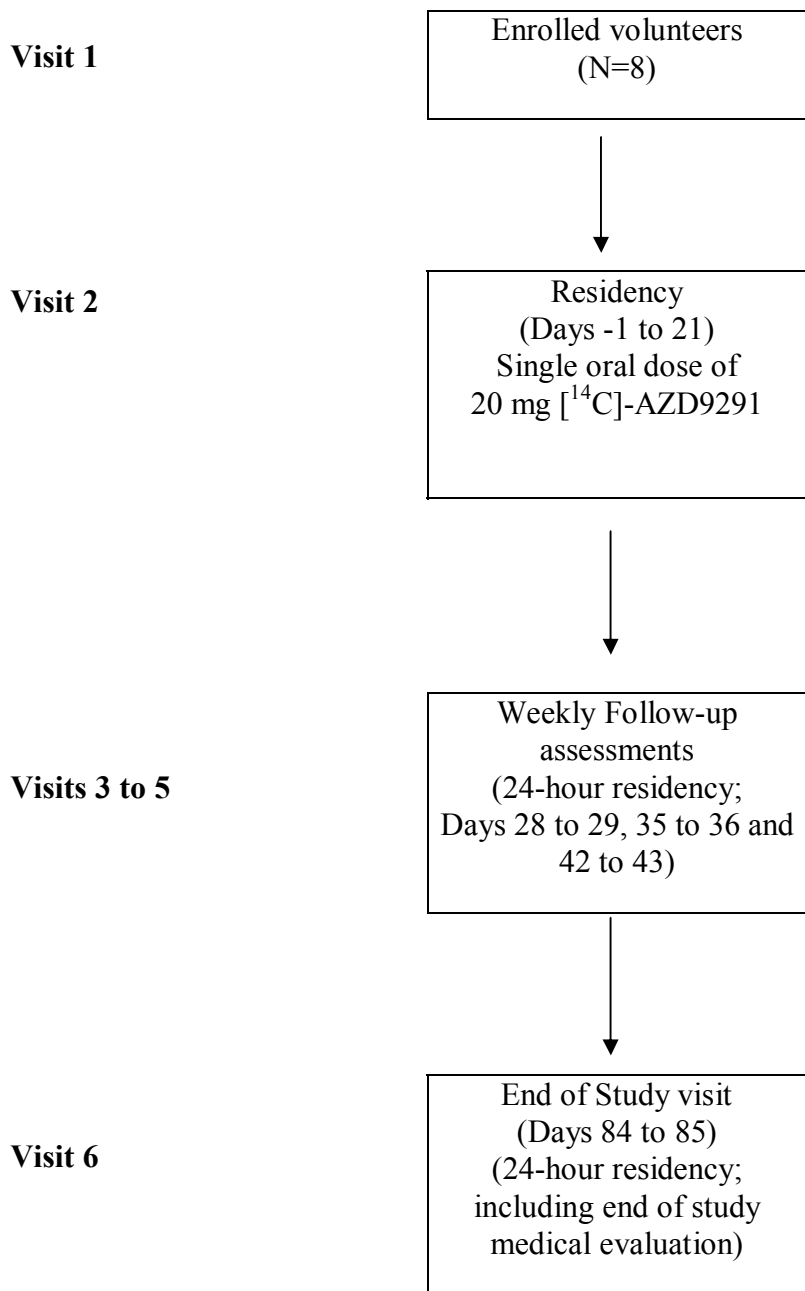 Visit 1
Enrolled volunteers
(N=8)
Visit 2
Residency
(Days -1 to 21)
Single oral dose of
20 mg [¹⁴C]-AZD9291
Visits 3 to 5
Weekly Follow-up
assessments
(24-hour residency;
Days 28 to 29, 35 to 36 and
42 to 43)
Visit 6
End of Study visit
(Days 84 to 85)
(24-hour residency;
including end of study
medical evaluation)